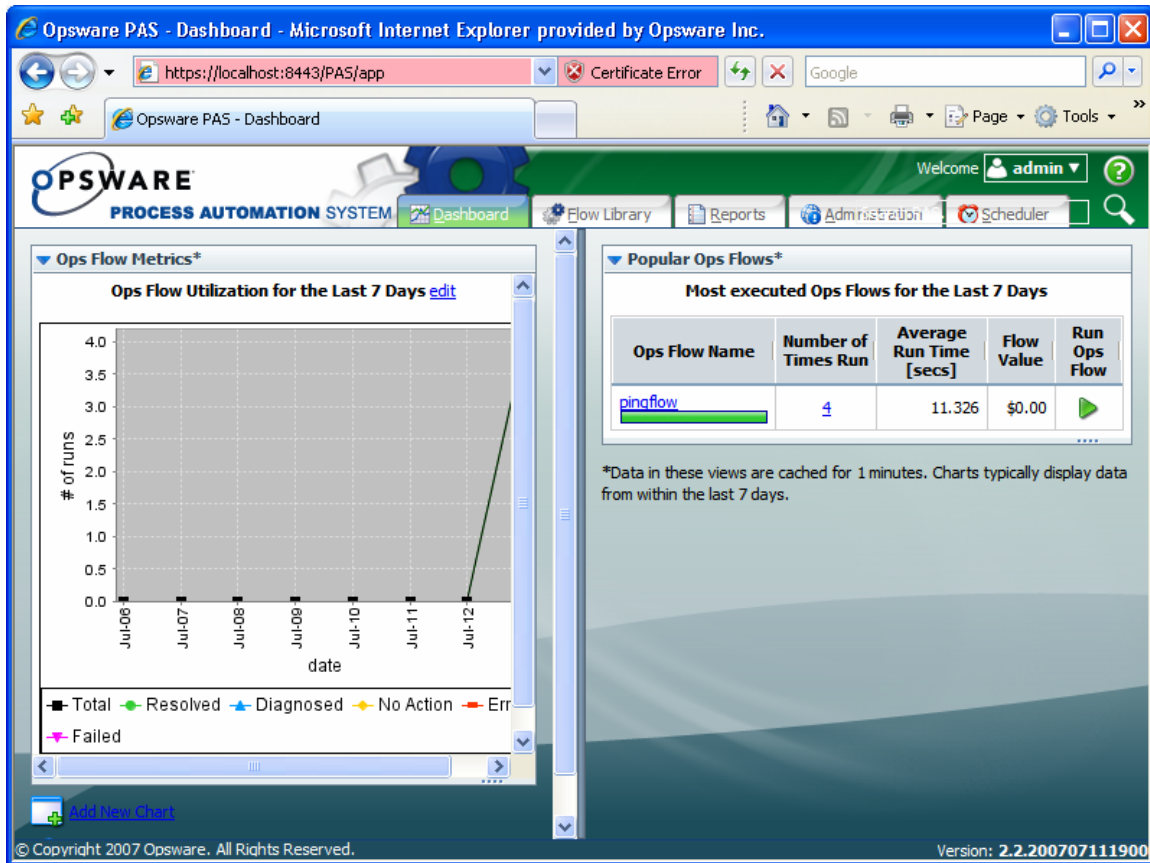 Opsware PAS - Dashboard - Microsoft Internet Explorer provided by Opsware Inc.
https://localhost:8443/PAS/app
Certificate Error
Google
Opsware PAS - Dashboard
Page
Tools
»
OPSWARE
PROCESS AUTOMATION SYSTEM
Welcome admin
Dashboard
Flow Library
Reports
Administration
Scheduler
Ops Flow Metrics*
Ops Flow Utilization for the Last 7 Days edit
4.0
3.5
3.0
2.5
2.0
1.5
1.0
0.5
0.0
# of runs
Jul-06
Jul-07
Jul-08
Jul-09
Jul-10
Jul-11
Jul-12
date
Total Resolved Diagnosed No Action Err
Failed
Add New Chart
Popular Ops Flows*
Most executed Ops Flows for the Last 7 Days
Ops Flow Name
Number of
Times Run
Average
Run Time
[secs]
Flow
Value
Run
Ops
Flow
pingflow 4 11.326 $0.00
*Data in these views are cached for 1 minutes. Charts typically display data
from within the last 7 days.
© Copyright 2007 Opsware. All Rights Reserved.
Version: 2.2.200707111900